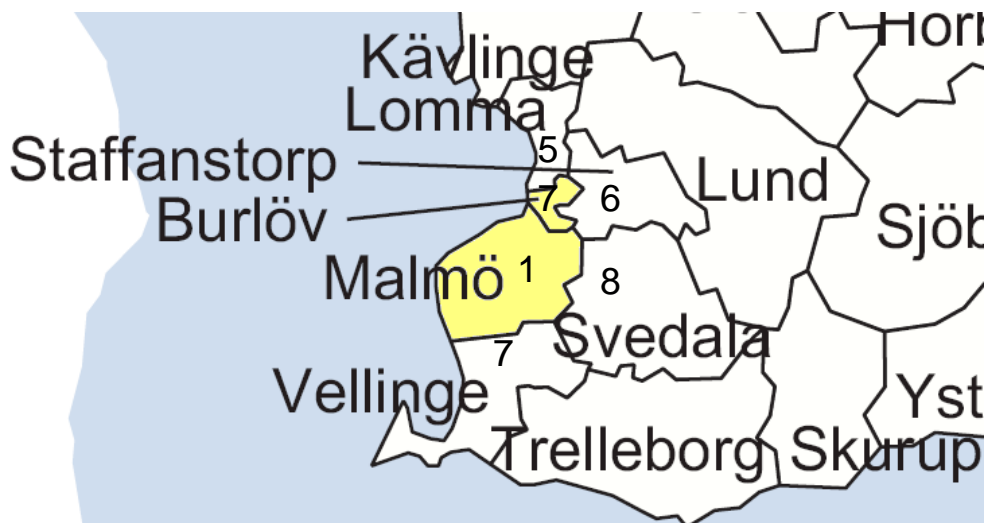 Hörb
Kävlinge
Lomma
Staffanstorp
5
Lund
7
6
Burlöv
Sjöb
Malmö
1
8
Svedala
7
Vellinge
Yst
Trelleborg
Skurup